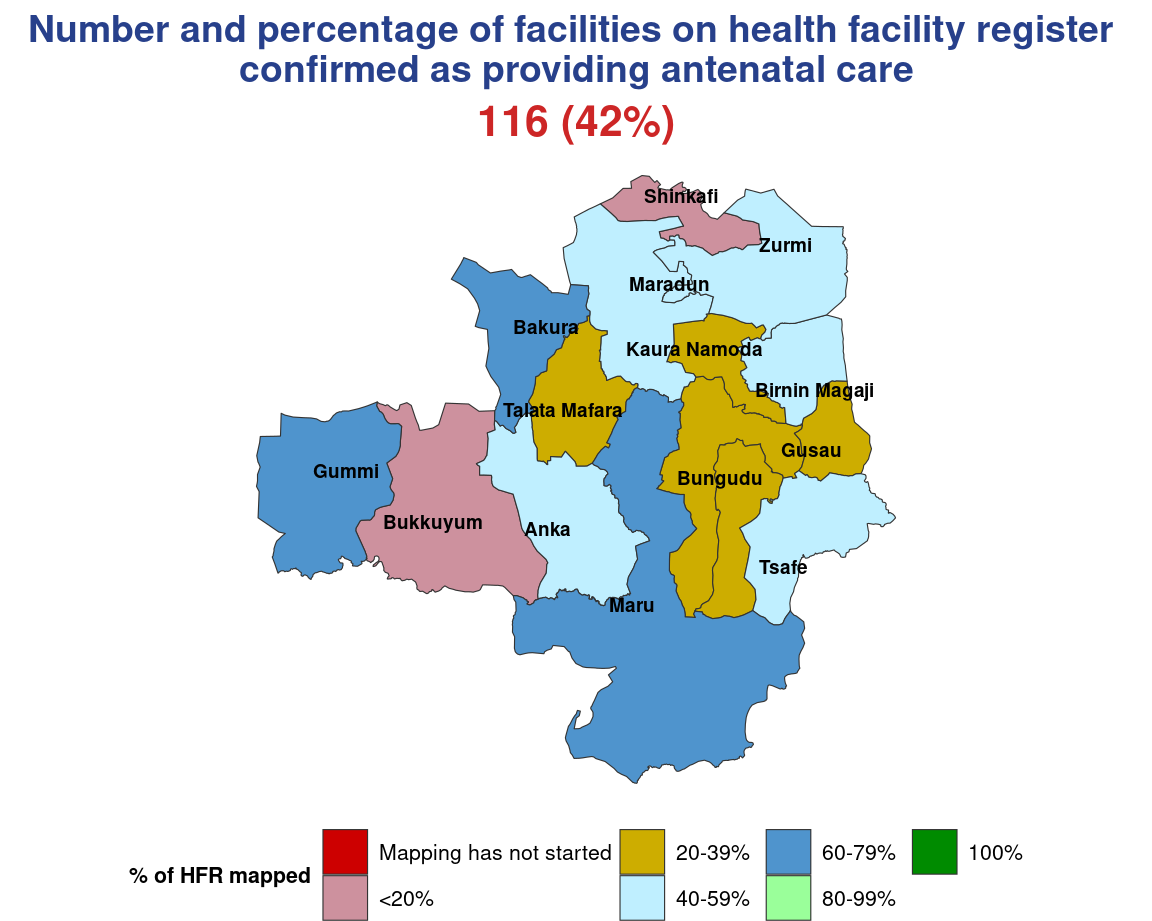 Number and percentage of facilities on health facility register
confirmed as providing antenatal care
116 (42%)
Shinkafi
Zurmi
Maradun
Bakura
Kaura Namoda
Birnin Magaji
Talata Mafara
Gusau
Gummi
Bungudu
Bukkuyum
Anka
Tsafe
Maru
% of HFR mapped
Mapping has not started
<20%
20-39%
40-59%
60-79%
80-99%
100%